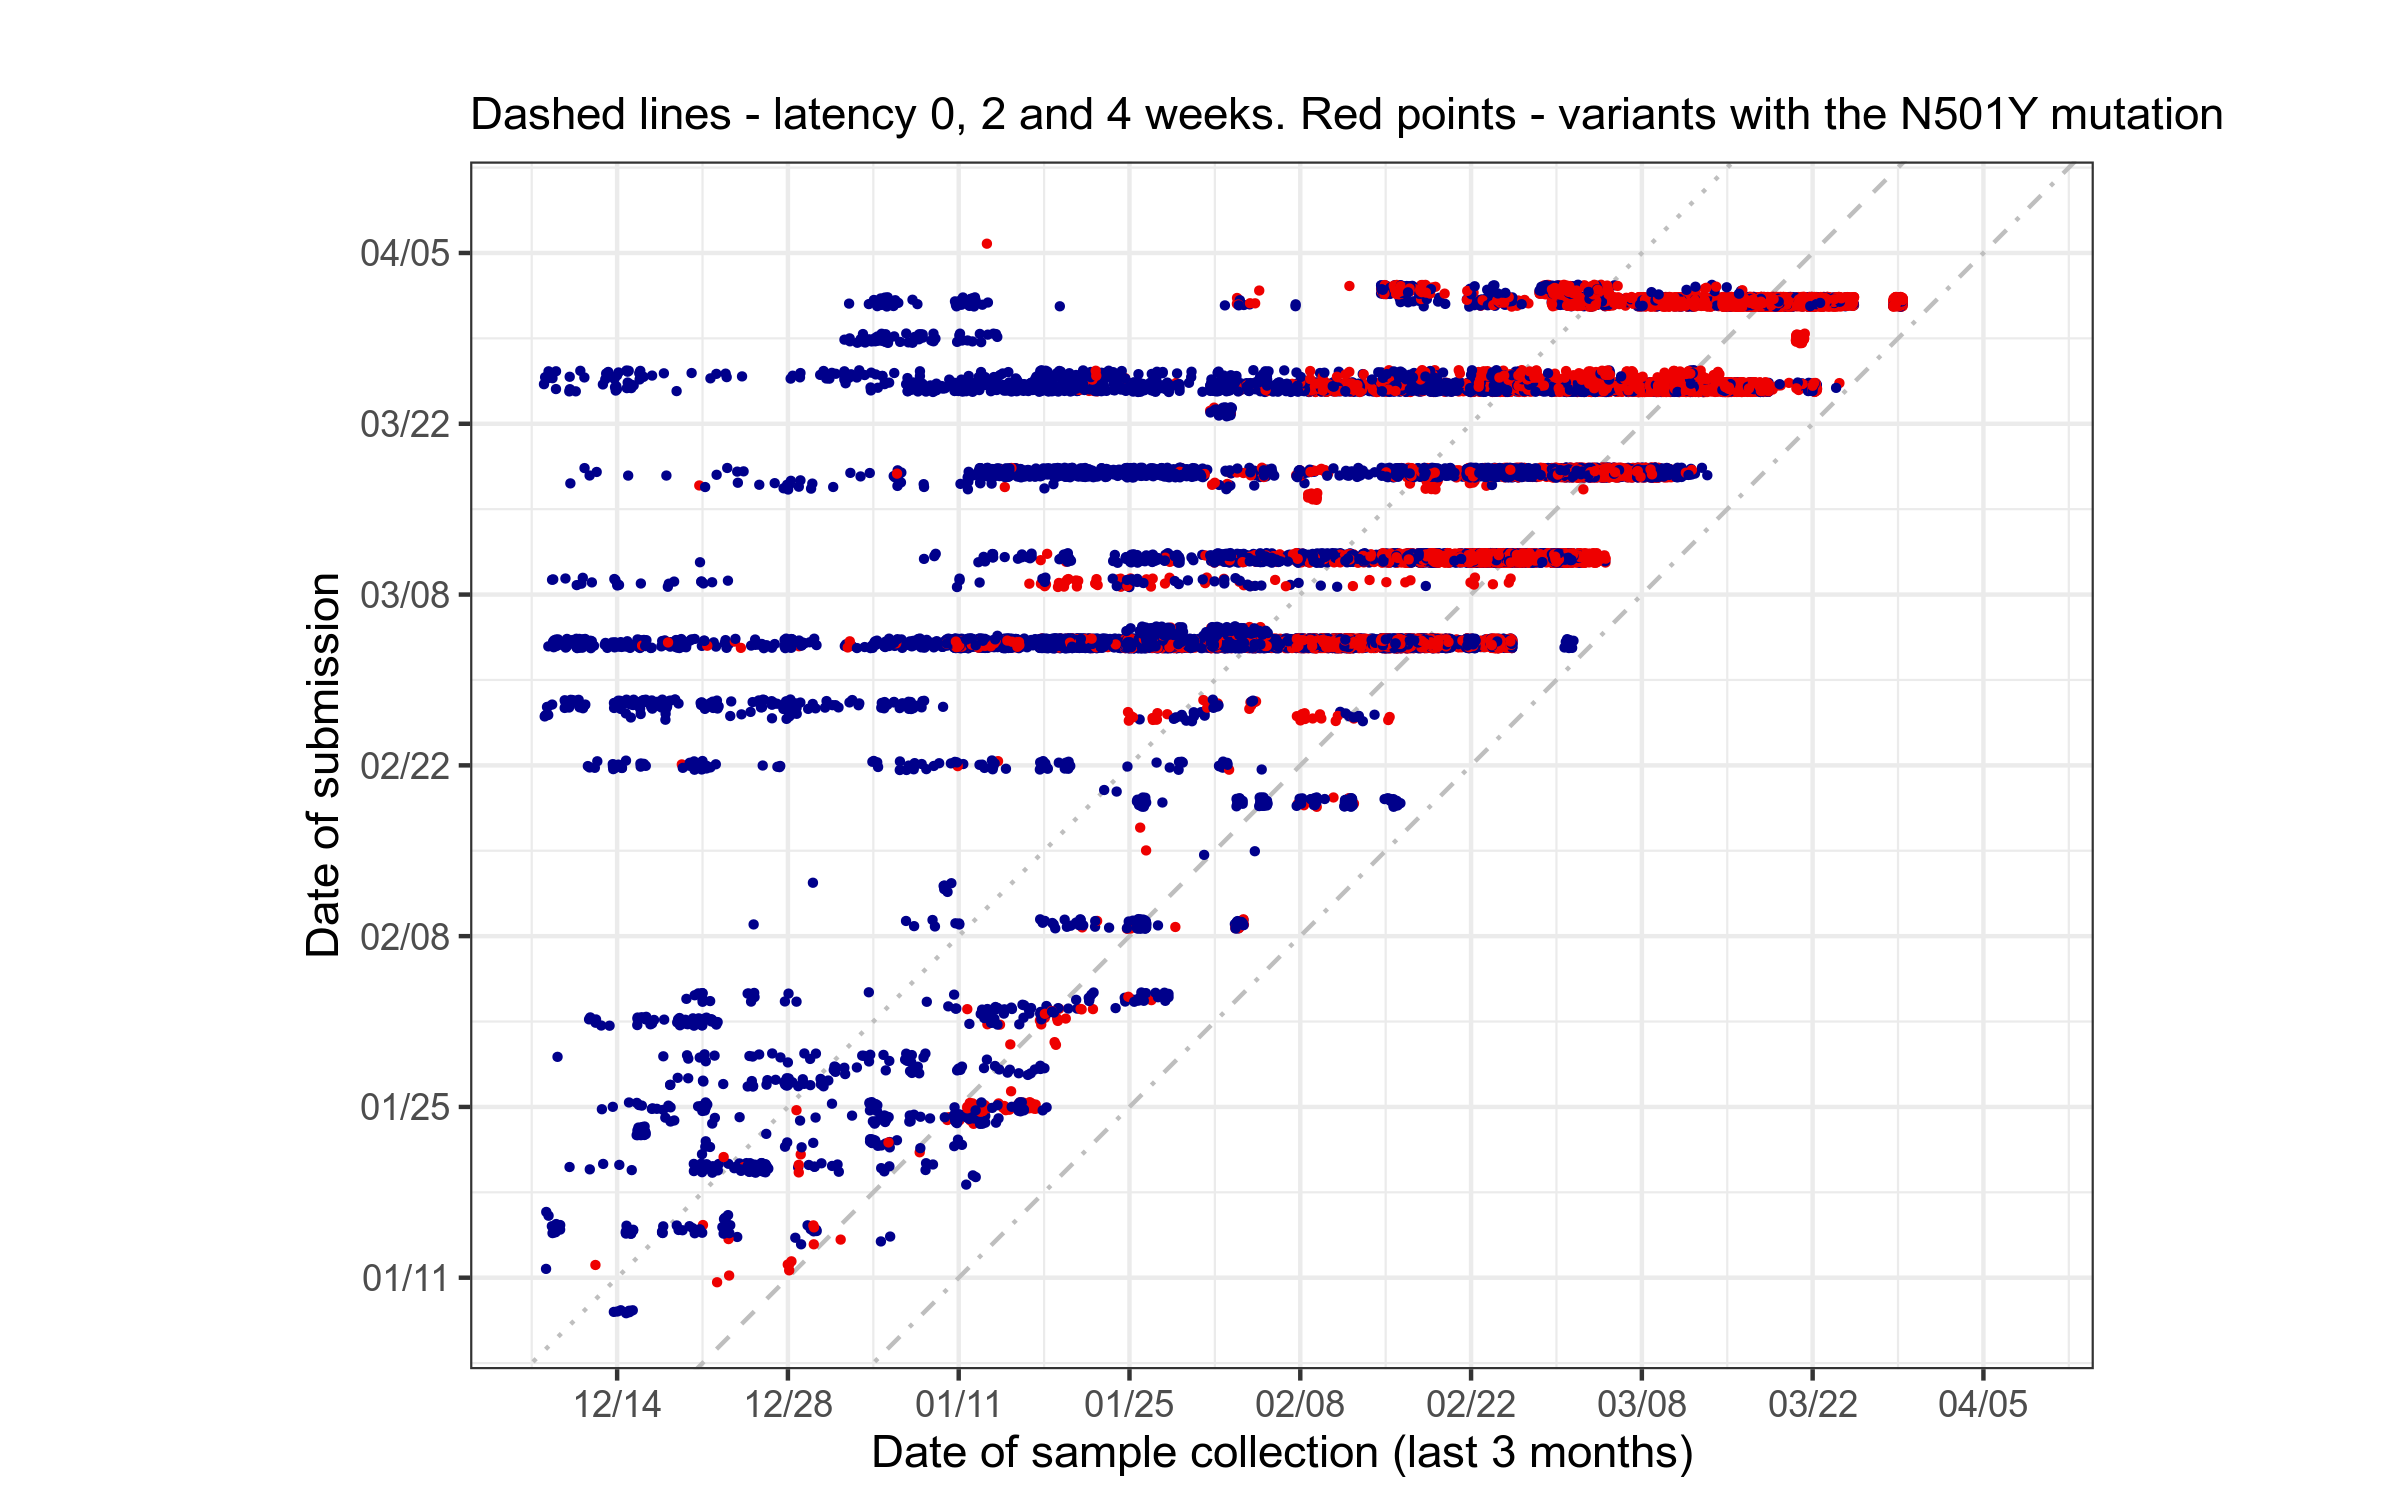 Dashed lines - latency 0, 2 and 4 weeks. Red points - variants with the N501Y mutation
Date of submission
04/05
03/22
03/08
02/22
02/08
01/25
01/11
12/14 12/28 01/11 01/25 02/08 02/22 03/08 03/22 04/05
Date of sample collection (last 3 months)